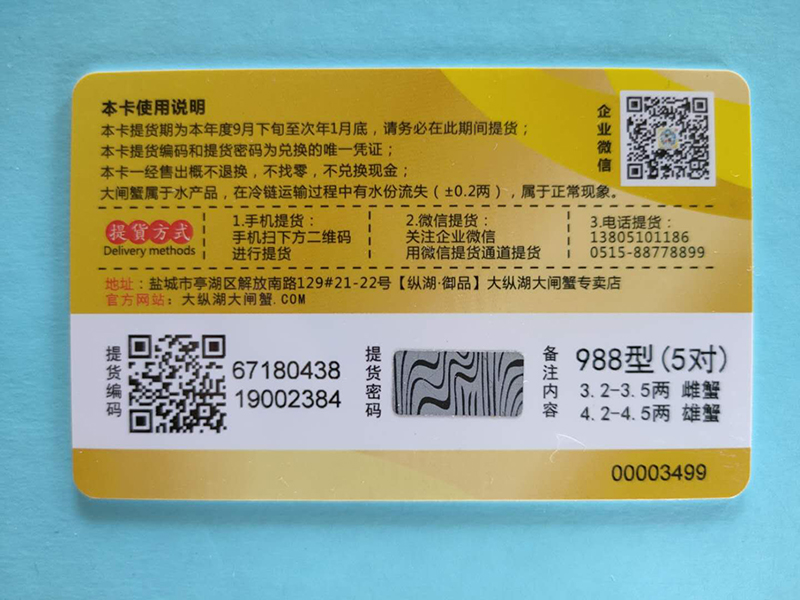 本卡使用说明
本卡提货期为本年度9月下旬至次年1月底，请务必在此期间提货；
本卡提货编码和提货密码为兑换的唯一凭证；
本卡一经售出概不退换，不找零，不兑换现金；
大闸蟹属于水产品，在冷链运输过程中有水份流失（±0.2两），属于正常现象。
企业微信
提貨方式
Delivery methods
1.手机提货：
手机扫下方二维码
进行提货
2.微信提货：
关注企业微信
用微信提货通道提货
3.电话提货：
13805101186
0515-88778899
地址：盐城市亭湖区解放南路129#21-22号【纵湖·御品】大纵湖大闸蟹专卖店
官方网站：大纵湖大闸蟹.COM
提货编码
67180438
19002384
提货密码
备注内容
988型(5对)
3.2-3.5两 雌蟹
4.2-4.5两 雄蟹
00003499